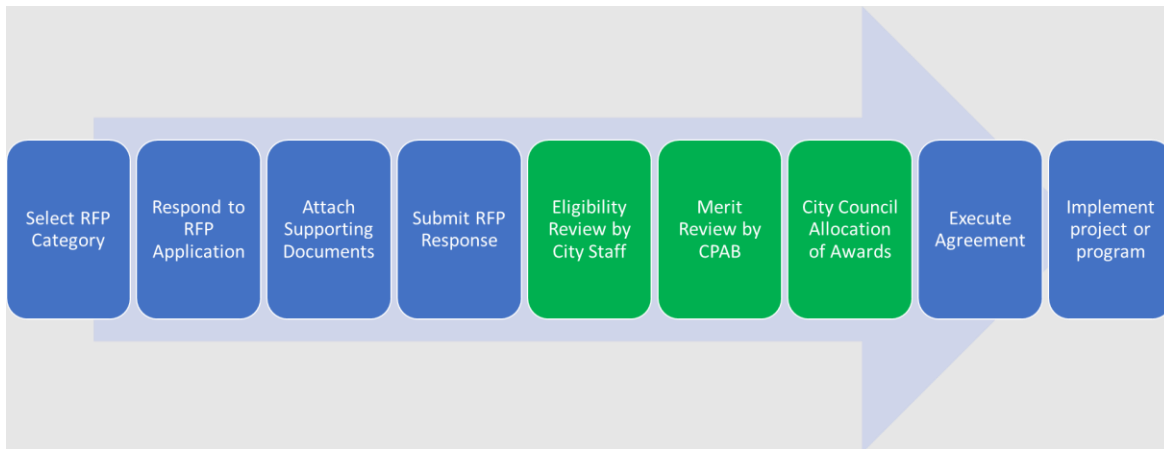 Select RFP
Category
Respond to
RFP
Application
Attach
Supporting
Documents
Submit RFP
Response
Eligibility
Review by
City Staff
Merit
Review by
CPAB
City Council
Allocation
of Awards
Execute
Agreement
Implement
project or
program